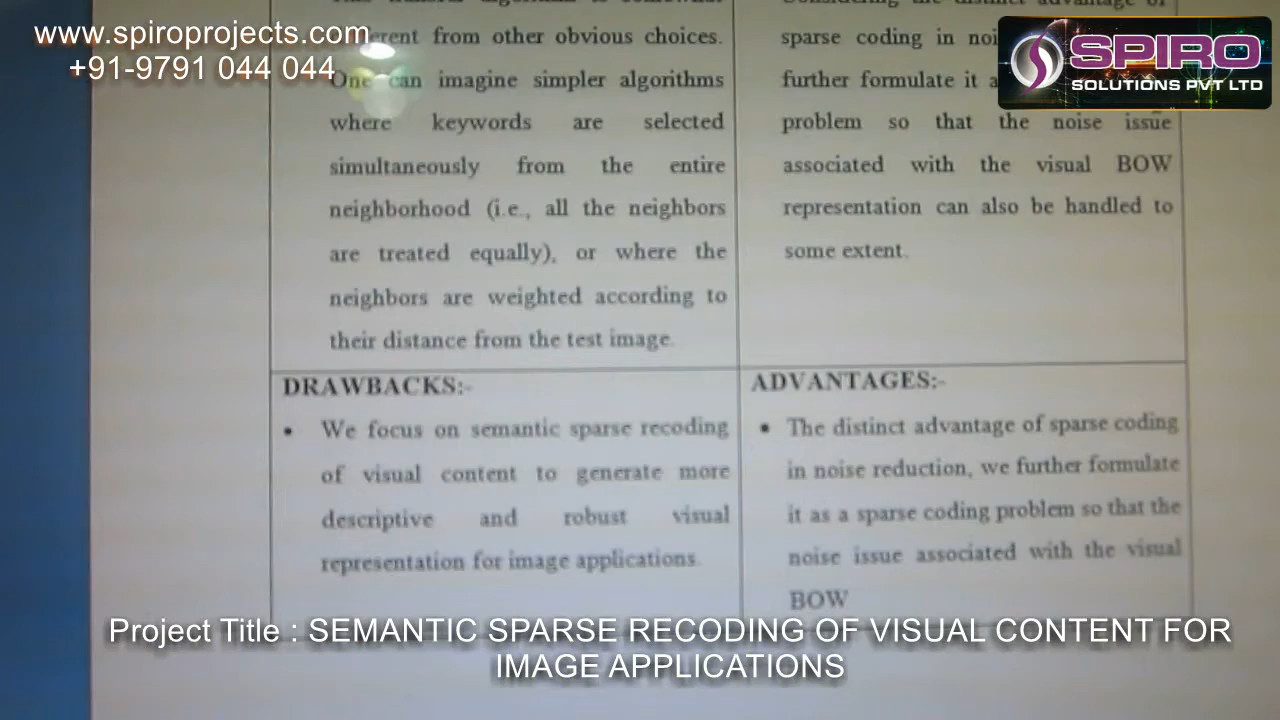 www.spiroprojects.com
+91-9791 044 044
SPIRO
SOLUTIONS PVT LTD
from other obvious choices.
One can imagine simpler algorithms
where keywords are selected
simultaneously from the entire
neighborhood (i.e., all the neighbors
are treated equally), or where the
neighbors are weighted according to
their distance from the test image.
sparse coding in
further formulate it
problem so that the noise issue
associated with the visual BOW
representation can also be handled to
some extent.
DRAWBACKS:-
• We focus on semantic sparse recoding
of visual content to generate more
descriptive and robust visual
representation for image applications.
ADVANTAGES:-
• The distinct advantage of sparse coding
in noise reduction, we further formulate
it as a sparse coding problem so that the
noise issue associated with the visual
BOW
Project Title : SEMANTIC SPARSE RECODING OF VISUAL CONTENT FOR
IMAGE APPLICATIONS